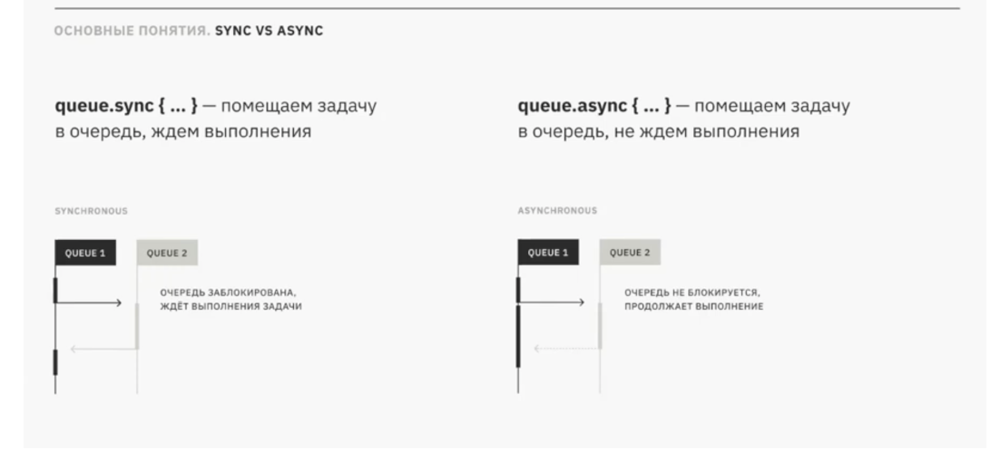 ОСНОВНЫЕ ПОНЯТИЯ. SYNC VS ASYNC
queue.sync { ... } — помещаем задачу
в очередь, ждем выполнения
SYNCHRONOUS
QUEUE 1
QUEUE 2
ОЧЕРЕДЬ ЗАБЛОКИРОВАНА,
ЖДЁТ ВЫПОЛНЕНИЯ ЗАДАЧИ
queue.async { ... } — помещаем задачу
в очередь, не ждем выполнения
ASYNCHRONOUS
QUEUE 1
QUEUE 2
ОЧЕРЕДЬ НЕ БЛОКИРУЕТСЯ,
ПРОДОЛЖАЕТ ВЫПОЛНЕНИЕ